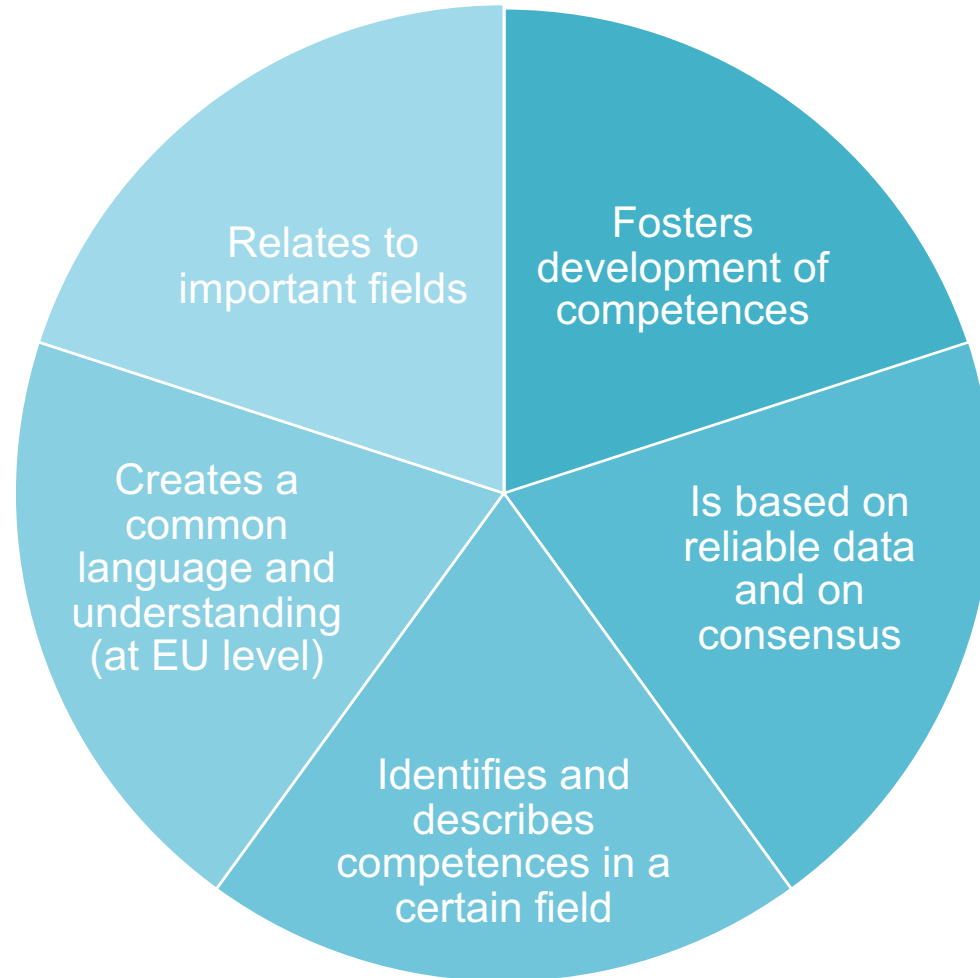 Fosters
development of
competences
Is based on
reliable data
and on
consensus
Identifies and
describes
competences in a
certain field
Creates a
common
language and
understanding
(at EU level)
Relates to
important fields